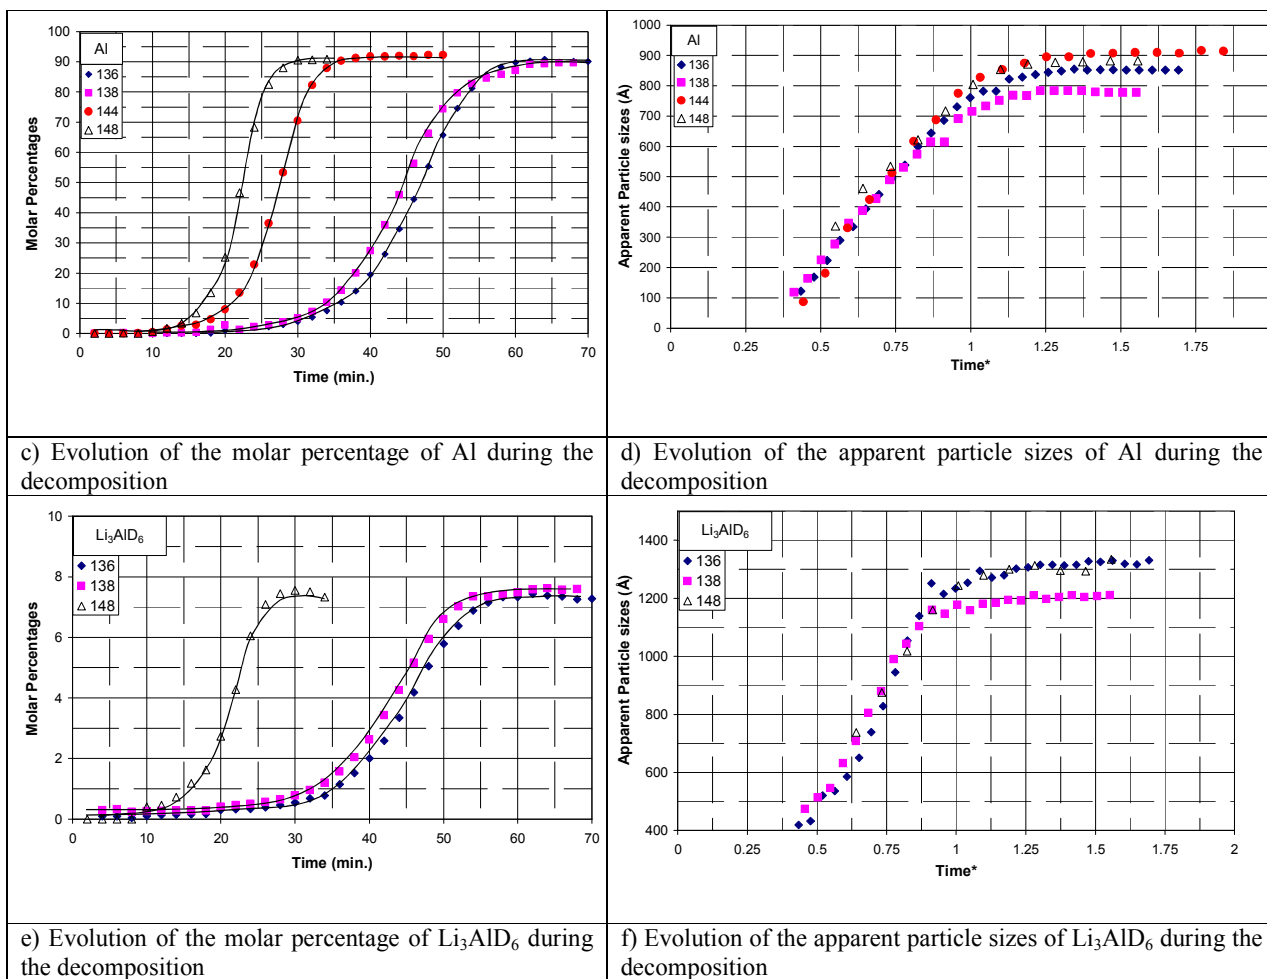 100
90
80
70
60
50
40
30
20
10
0
Molar Percentages
Al
136
138
144
148
0 10 20 30 40 50 60 70
Time (min.)
1000
900
800
700
600
500
400
300
200
100
0
Apparent Particle sizes (Å)
Al
136
138
144
148
0 0.25 0.5 0.75 1 1.25 1.5 1.75
Time*
c) Evolution of the molar percentage of Al during the
decomposition
d) Evolution of the apparent particle sizes of Al during the
decomposition
10
8
6
4
2
0
Molar Percentages
Li₃AlD₆
136
138
148
0 10 20 30 40 50 60 70
Time (min.)
1400
1200
1000
800
600
400
Apparent Particle sizes (Å)
Li₃AlD₆
136
138
148
0 0.25 0.5 0.75 1 1.25 1.5 1.75 2
Time*
e) Evolution of the molar percentage of Li₃AlD₆ during
the decomposition
f) Evolution of the apparent particle sizes of Li₃AlD₆ during the
decomposition